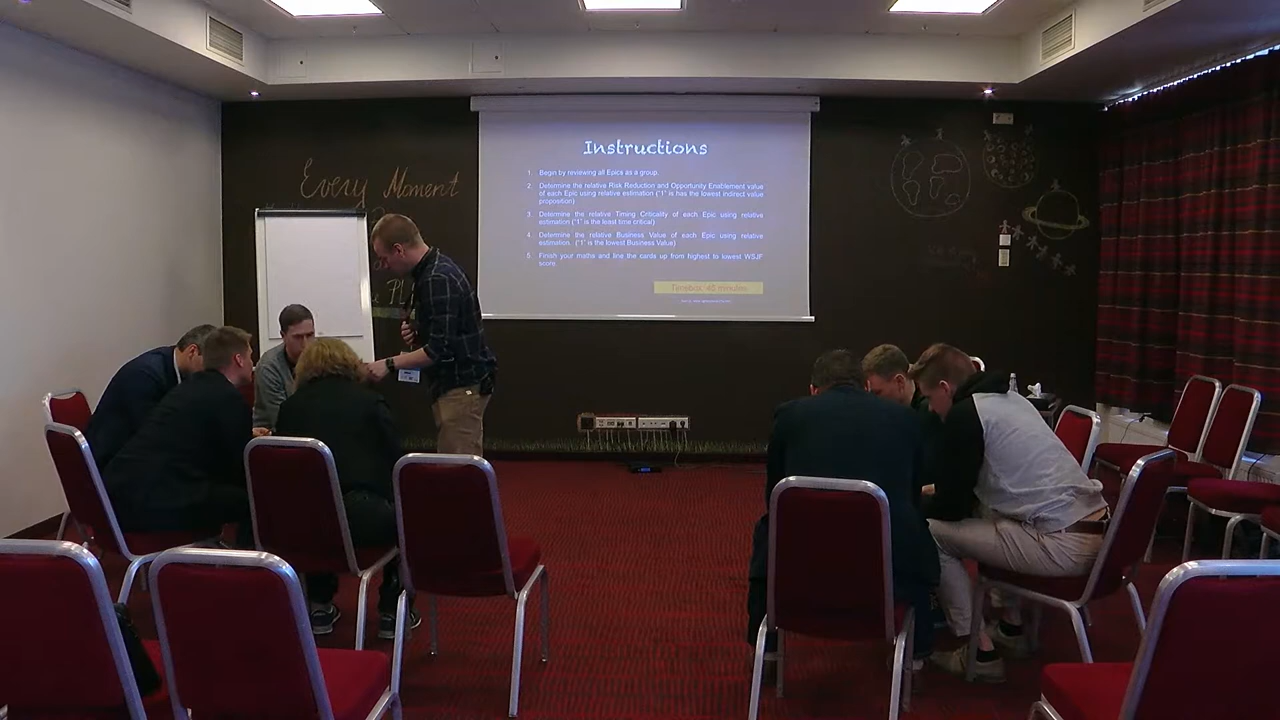 Every Moment
Instructions
1. Begin by reviewing all Epics as a group.
2. Determine the relative Risk Reduction and Opportunity Enablement value
of each Epic using relative estimation ("1" is has the lowest indirect value
proposition)
3. Determine the relative Timing Criticality of each Epic using relative
estimation ("1" is the least time critical)
4. Determine the relative Business Value of each Epic using relative
estimation. ("1" is the lowest Business Value)
5. Finish your maths and line the cards up from highest to lowest WSJF
score.
Timebox: 40 minutes